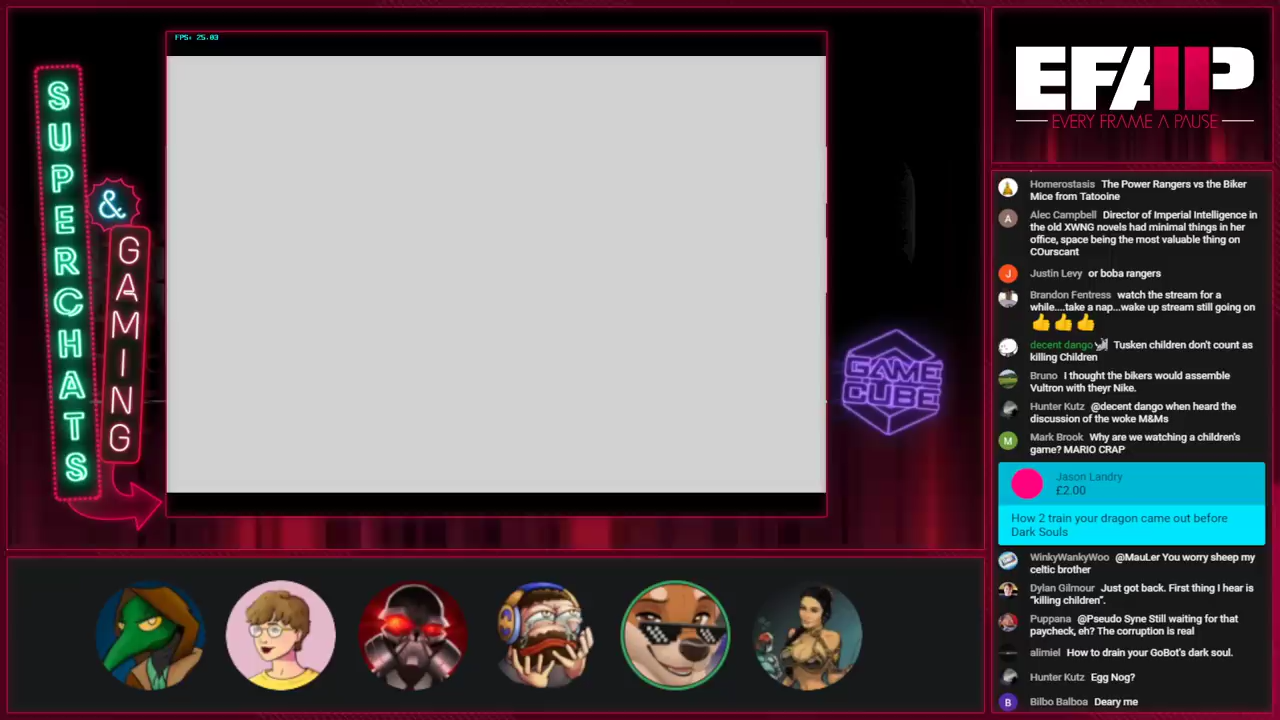 FPS: 25.03
SUPERCHATS
&
GAMING
GAME
CUBE
EFAP
EVERY FRAME A PAUSE
Homerostasis The Power Rangers vs the Biker
Mice from Tatooine
A Alec Campbell Director of Imperial Intelligence in
the old XWNG novels had minimal things in her
office, space being the most valuable thing on
COurscant
J Justin Levy or boba rangers
Brandon Fentress watch the stream for a
while....take a nap...wake up stream still going on
👍👍👍
decent dango Tusken children don't count as
killing Children
Bruno I thought the bikers would assemble
Vultron with theyr Nike.
Hunter Kutz @decent dango when heard the
discussion of the woke M&Ms
M Mark Brook Why are we watching a children's
game? MARIO CRAP
Jason Landry
£2.00
How 2 train your dragon came out before
Dark Souls
WinkyWankyWoo @MauLer You worry sheep my
celtic brother
Dylan Gilmour Just got back. First thing I hear is
"killing children".
Puppana @Pseudo Syne Still waiting for that
paycheck, eh? The corruption is real
alimiel How to drain your GoBot's dark soul.
Hunter Kutz Egg Nog?
B Bilbo Balboa Deary me